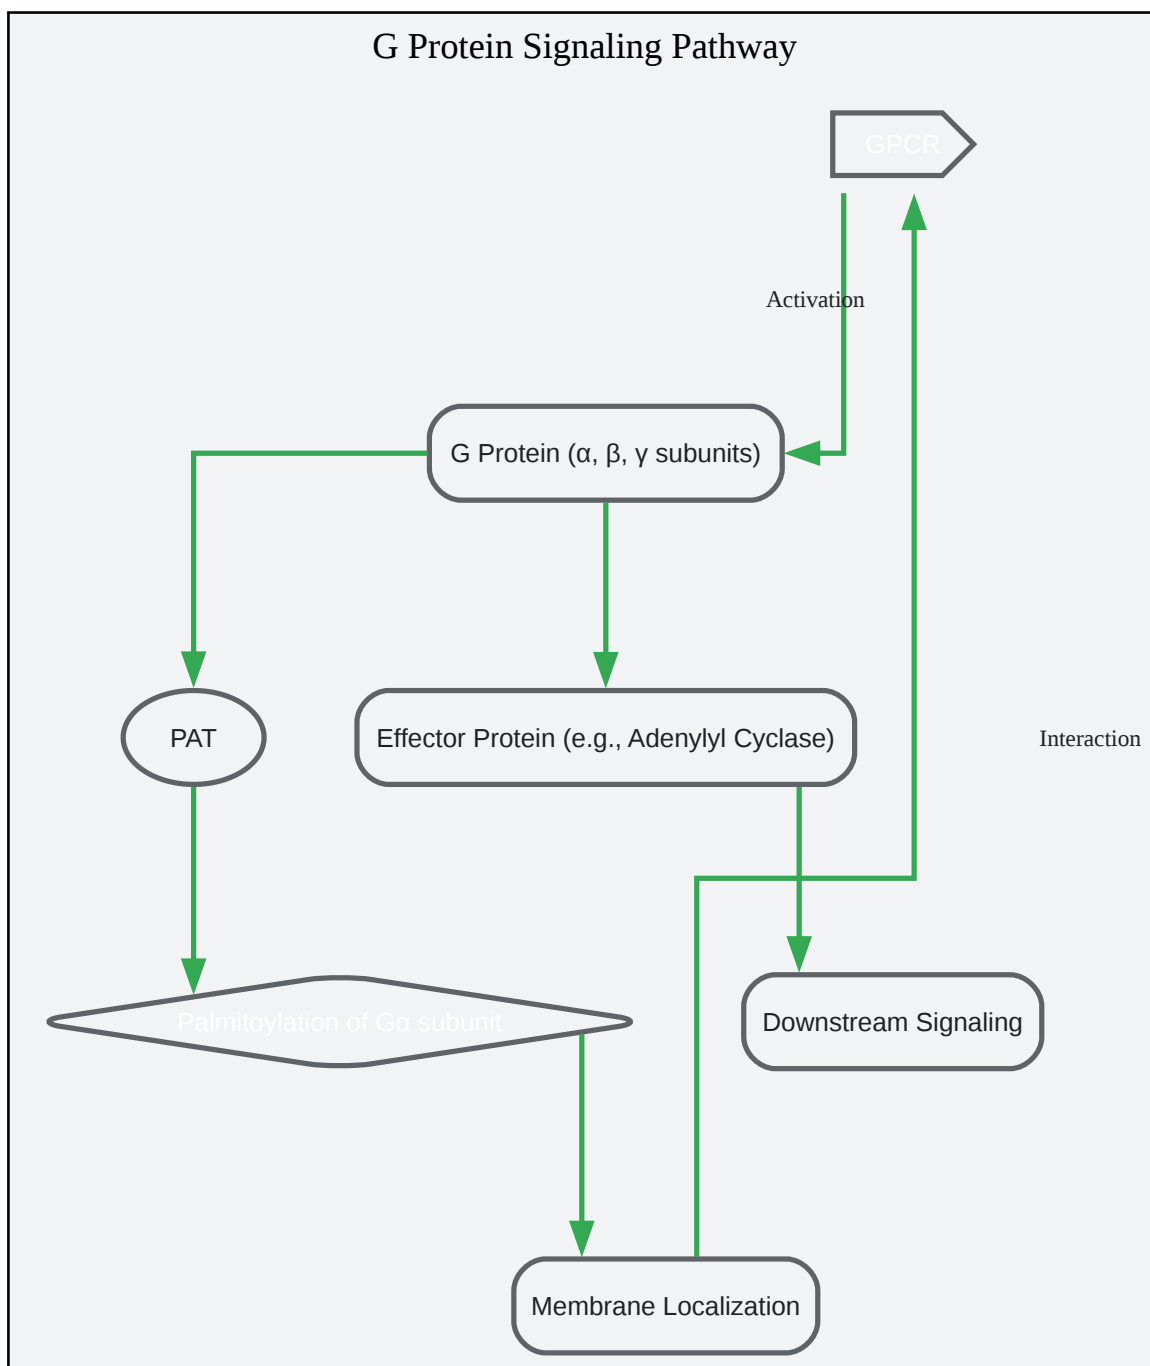 G Protein Signaling Pathway
GPCR
Activation
G Protein (α, β, γ subunits)
PAT
Effector Protein (e.g., Adenylyl Cyclase)
Interaction
Palmitoylation of Gα subunit
Downstream Signaling
Membrane Localization